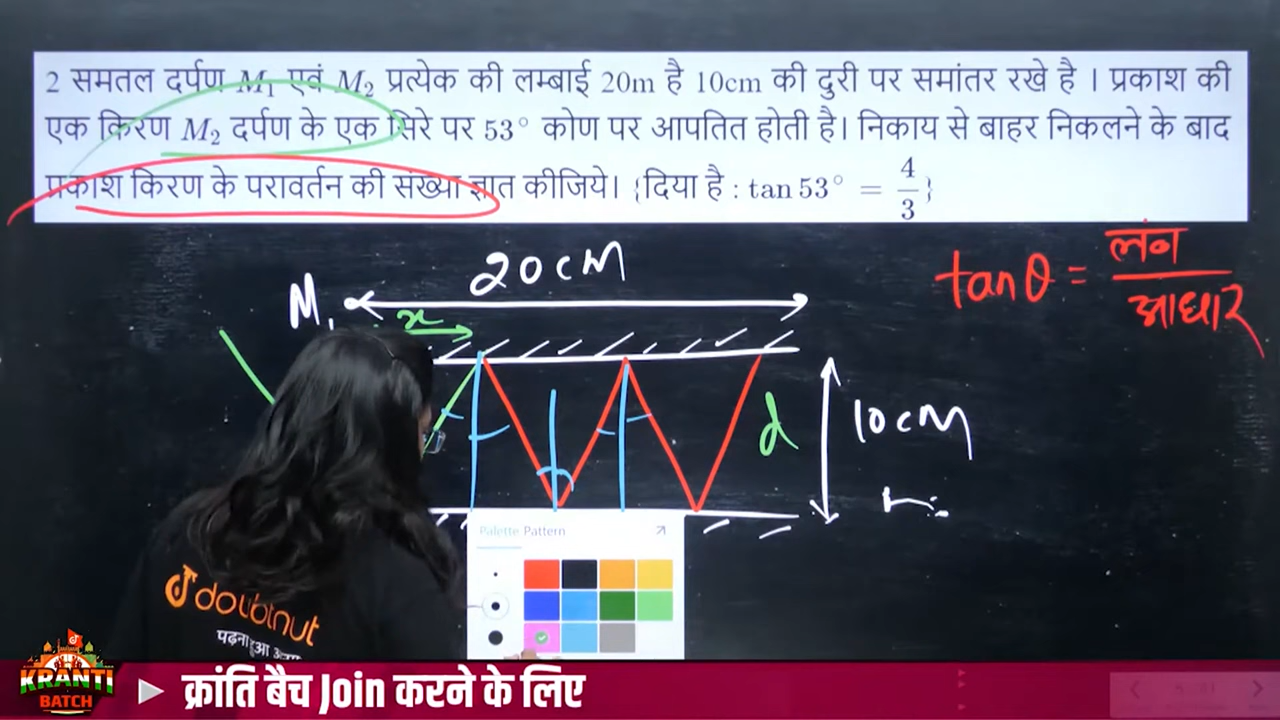 2 समतल दर्पण M₁ एवं M₂ प्रत्येक की लम्बाई 20m है 10cm की दुरी पर समांतर रखे है । प्रकाश की
एक किरण M₂ दर्पण के एक सिरे पर 53° कोण पर आपतित होती है। निकाय से बाहर निकलने के बाद
प्रकाश किरण के परावर्तन की संख्या ज्ञात कीजिये। {दिया है : tan 53° = 4/3}
tan θ = लंब/आधार
20cM
M₁
x
d
10cM
Palette Pattern
doubtnut
पढ़ना हुआ
KRANTI
BATCH
क्रांति बैच Join करने के लिए